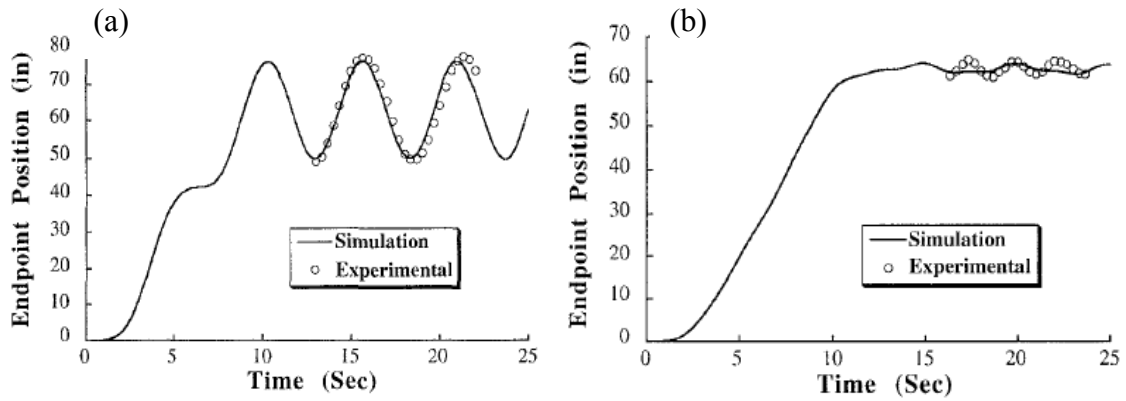 (a)
Endpoint Position (in)
80
70
60
50
40
30
20
10
0
Simulation
Experimental
0 5 10 15 20 25
Time (Sec)
(b)
Endpoint Position (in)
70
60
50
40
30
20
10
0
Simulation
Experimental
0 5 10 15 20 25
Time (Sec)